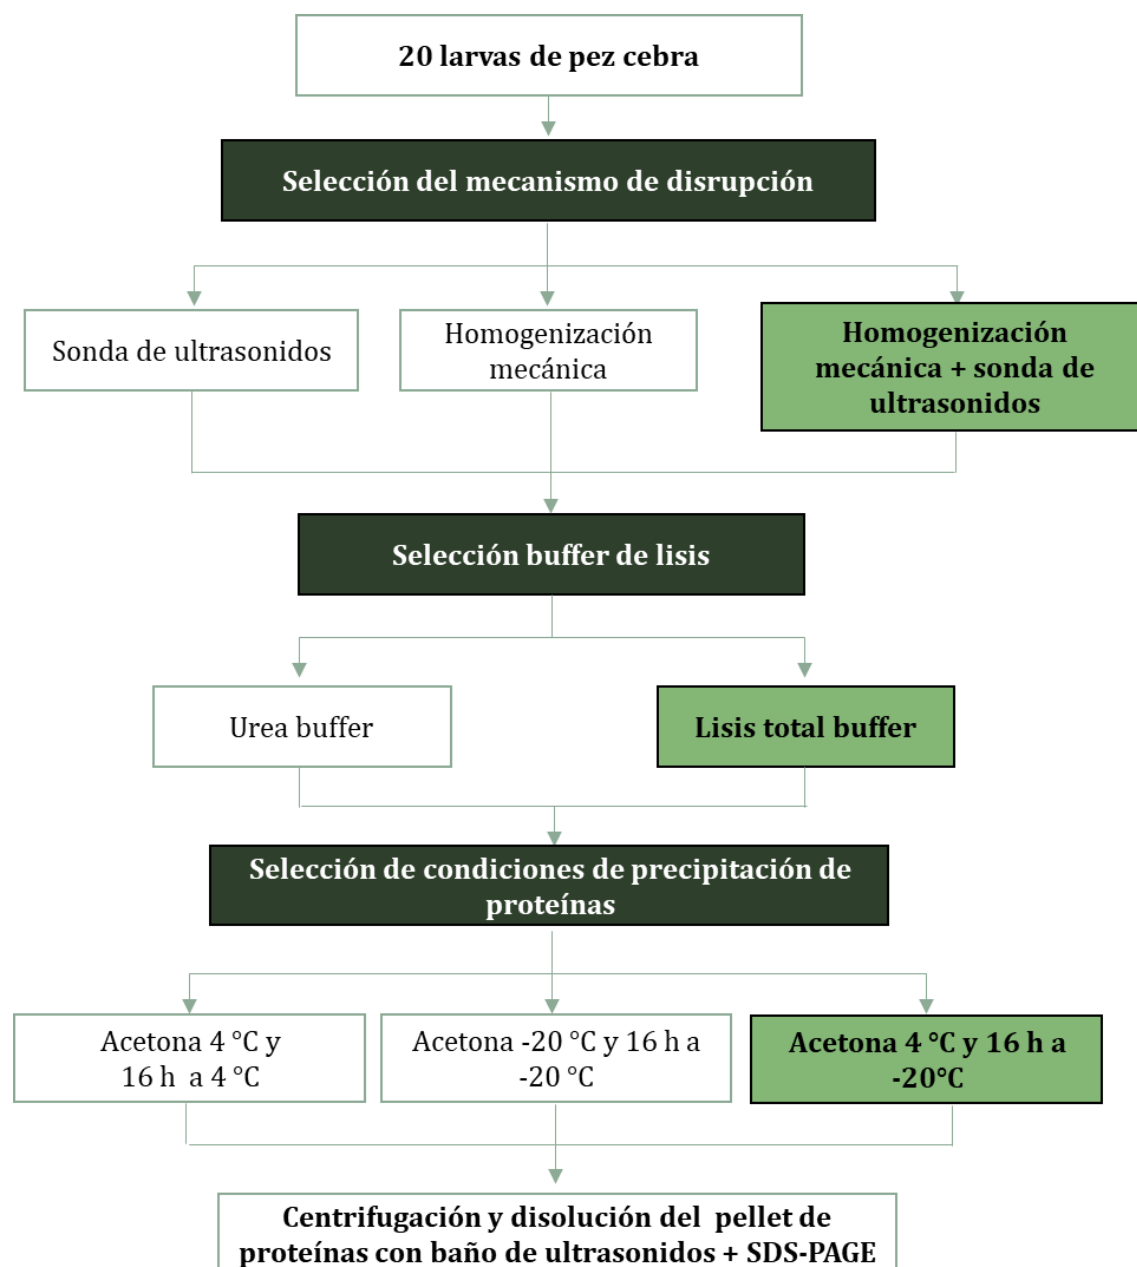 20 larvas de pez cebra
Selección del mecanismo de disrupción
Sonda de ultrasonidos
Homogenización
mecánica
Homogenización
mecánica + sonda de
ultrasonidos
Selección buffer de lisis
Urea buffer
Lisis total buffer
Selección de condiciones de precipitación de
proteínas
Acetona 4 °C y
16 h a 4 °C
Acetona -20 °C y 16 h a
-20 °C
Acetona 4 °C y 16 h a
-20°C
Centrifugación y disolución del pellet de
proteínas con baño de ultrasonidos + SDS-PAGE